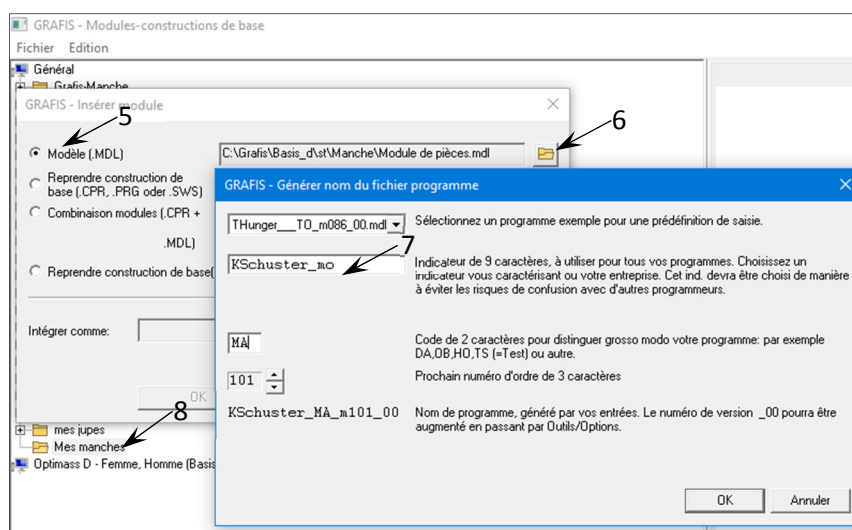 GRAFIS - Modules-constructions de base
Fichier Edition
Général
Grafis-Manche
GRAFIS - Insérer module
5
6
Modèle (.MDL)
C:\Grafis\Basis_d\st\Manche\Module de pièces.mdl
Reprendre construction de
base (.CPR, .PRG oder .SWS)
Combinaison modules (.CPR +
.MDL)
Reprendre construction de base(
Intégrer comme:
OK
GRAFIS - Générer nom du fichier programme
THunger___TO_m086_00.mdl
Sélectionnez un programme exemple pour une prédéfinition de saisie.
7
KSchuster_mo
Indicateur de 9 caractères, à utiliser pour tous vos programmes. Choisissez un
indicateur vous caractérisant ou votre entreprise. Cet ind. devra être choisi de manière
à éviter les risques de confusion avec d'autres programmeurs.
MA
Code de 2 caractères pour distinguer grosso modo votre programme: par exemple
DA,OB,HO,TS (=Test) ou autre.
101
Prochain numéro d'ordre de 3 caractères
KSchuster_MA_m101_00
Nom de programme, généré par vos entrées. Le numéro de version _00 pourra être
augmenté en passant par Outils/Options.
OK Annuler
8
mes jupes
Mes manches
Optimass D - Femme, Homme (Basis